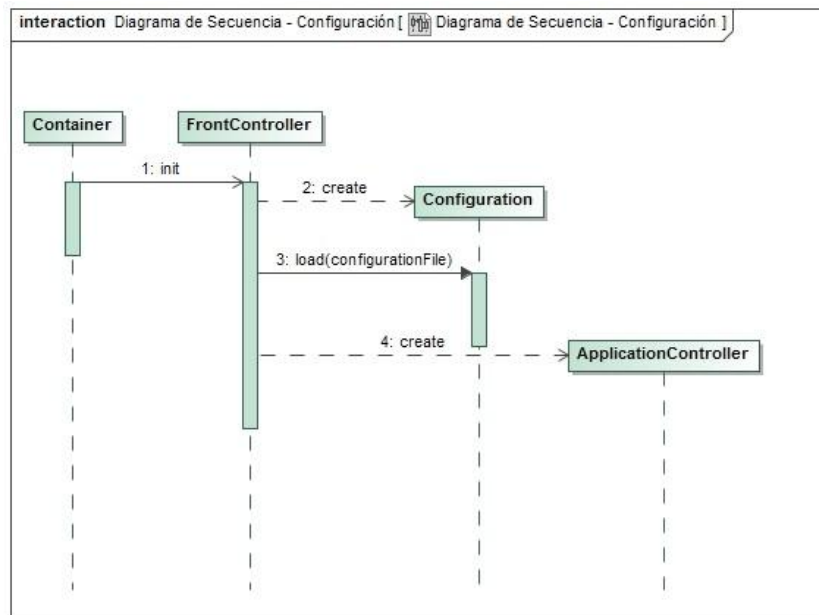 interaction Diagrama de Secuencia - Configuración [ Diagrama de Secuencia - Configuración ]
Container
FrontController
1: init
2: create
Configuration
3: load(configurationFile)
4: create
ApplicationController